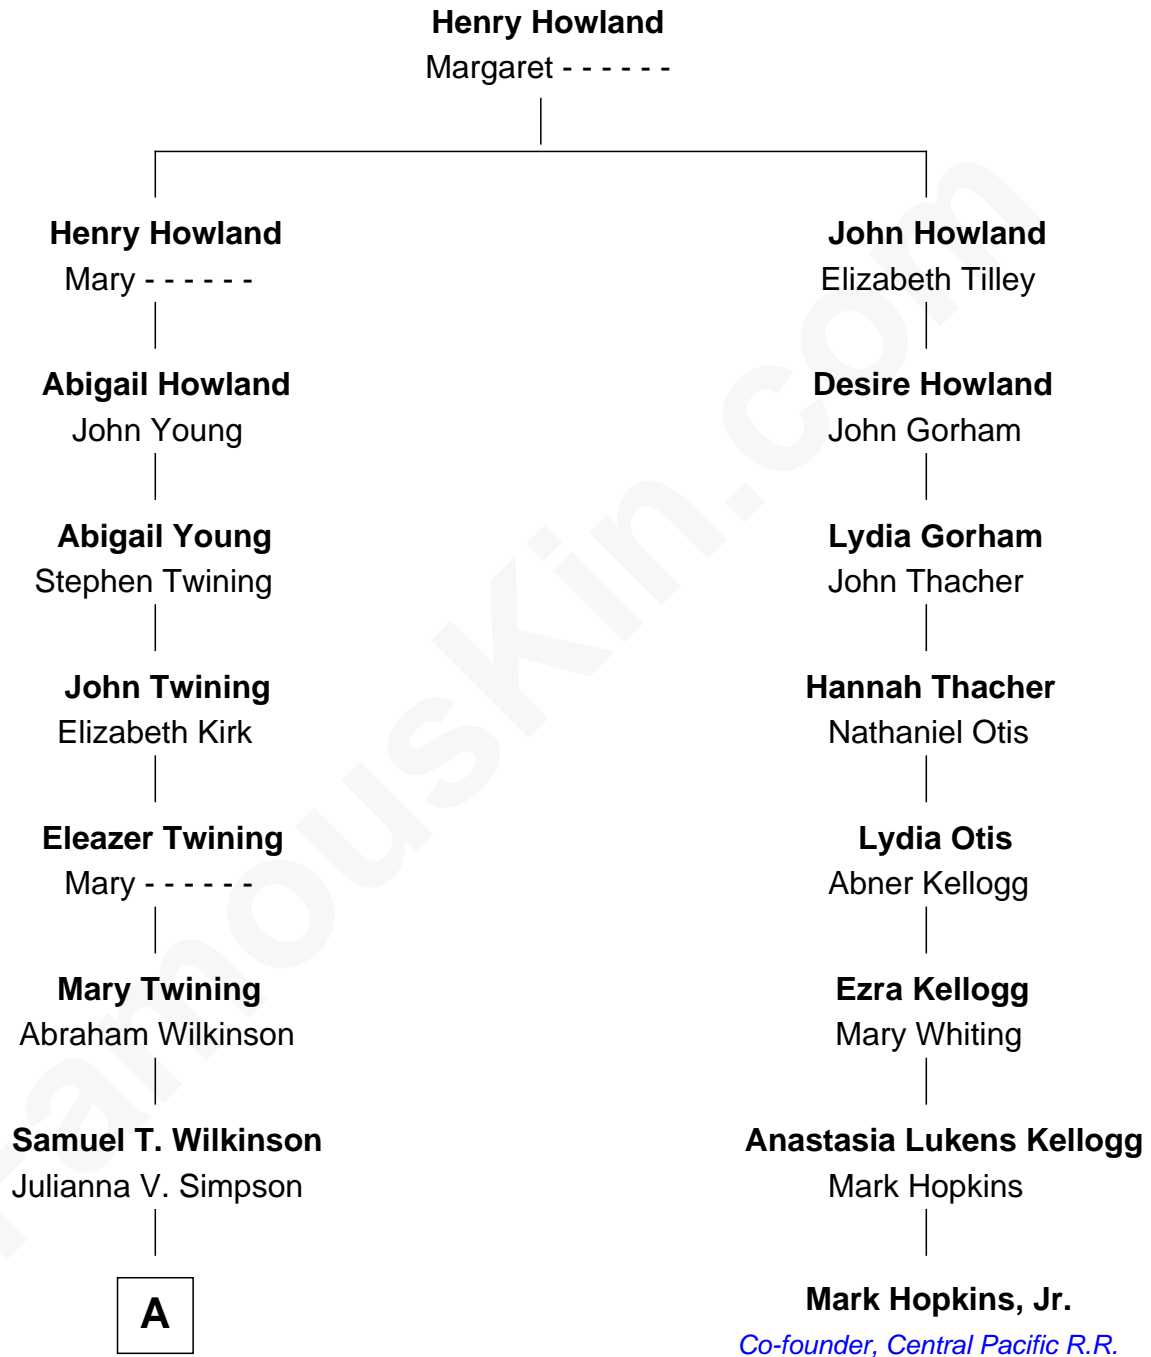 Henry Howland
Margaret - - - - - -
Henry Howland
Mary - - - - - -
Abigail Howland
John Young
Abigail Young
Stephen Twining
John Twining
Elizabeth Kirk
Eleazer Twining
Mary - - - - - -
Mary Twining
Abraham Wilkinson
Samuel T. Wilkinson
Julianna V. Simpson
A
John Howland
Elizabeth Tilley
Desire Howland
John Gorham
Lydia Gorham
John Thacher
Hannah Thacher
Nathaniel Otis
Lydia Otis
Abner Kellogg
Ezra Kellogg
Mary Whiting
Anastasia Lukens Kellogg
Mark Hopkins
Mark Hopkins, Jr.
Co-founder, Central Pacific R.R.
FamousKin.com